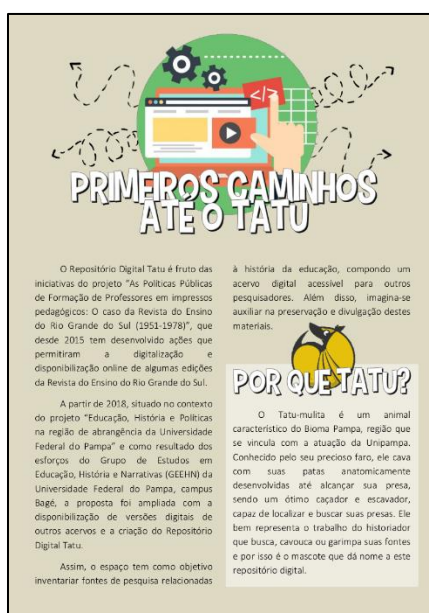 </>
PRIMEIROS CAMINHOS
ATÉ O TATU
O Repositório Digital Tatu é fruto das
iniciativas do projeto "As Políticas Públicas
de Formação de Professores em impressos
pedagógicos: O caso da Revista do Ensino
do Rio Grande do Sul (1951-1978)", que
desde 2015 tem desenvolvido ações que
permitiram a digitalização e
disponibilização online de algumas edições
da Revista do Ensino do Rio Grande do Sul.
A partir de 2018, situado no contexto
do projeto "Educação, História e Políticas
na região de abrangência da Universidade
Federal do Pampa" e como resultado dos
esforços do Grupo de Estudos em
Educação, História e Narrativas (GEEHN) da
Universidade Federal do Pampa, campus
Bagé, a proposta foi ampliada com a
disponibilização de versões digitais de
outros acervos e a criação do Repositório
Digital Tatu.
Assim, o espaço tem como objetivo
inventariar fontes de pesquisa relacionadas
à história da educação, compondo um
acervo digital acessível para outros
pesquisadores. Além disso, imagina-se
auxiliar na preservação e divulgação destes
materiais.
POR QUE TATU?
O Tatu-mulita é um animal
característico do Bioma Pampa, região que
se vincula com a atuação da Unipampa.
Conhecido pelo seu precioso faro, ele cava
com suas patas anatomicamente
desenvolvidas até alcançar sua presa,
sendo um ótimo caçador e escavador,
capaz de localizar e buscar suas presas. Ele
bem representa o trabalho do historiador
que busca, cavouca ou garimpa suas fontes
e por isso é o mascote que dá nome a este
repositório digital.